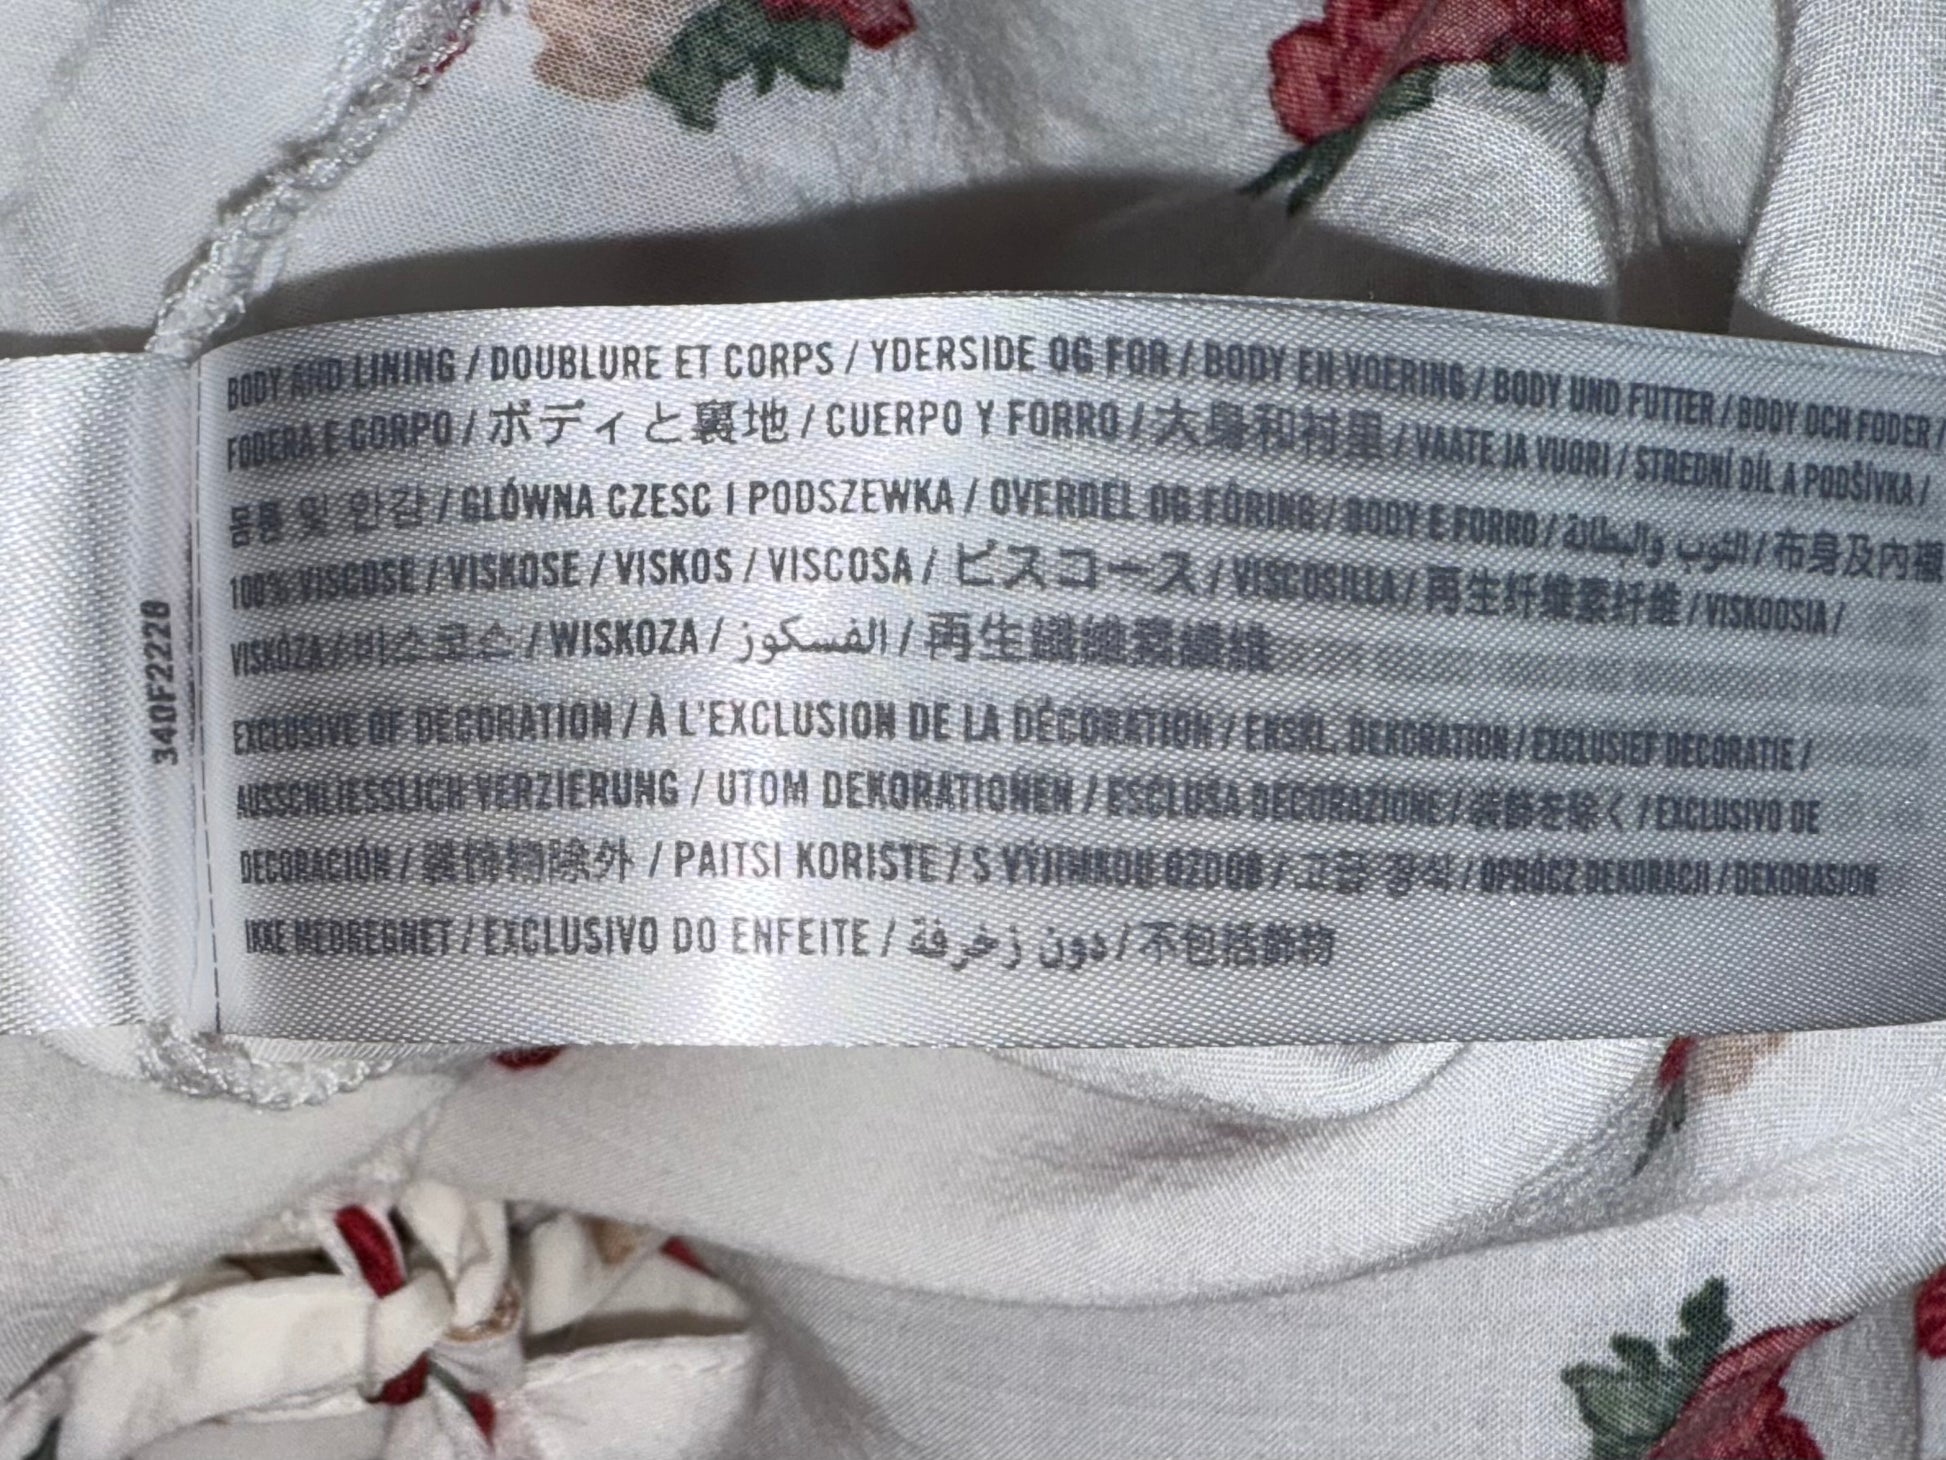 BODY AND LINING / DOUBLURE ET CORPS / YDERSIDE OG FOR / BODY EN VOERING / BODY UND FUTTER / BODY OCH FODER /
FODERA E CORPO / ボディと裏地 / CUERPO Y FORRO / 大身和衬里 / VAATE JA VUORI / STREDNÍ DÍL A PODŠÍVKA /
몸통 및 안감 / GLÓWNA CZESC I PODSZEWKA / OVERDEL OG FÓRING / BODY E FORRO / الثوب والبطانة / 布身及內襯
100% VISCOSE / VISKOSE / VISKOS / VISCOSA / ビスコース / VISCOSILLA / 再生纤维素纤维 / VISKOOSIA /
VISKÓZA / 비스코스 / WISKOZA / الفسكوز / 再生纖維素纖維
EXCLUSIVE OF DECORATION / À L'EXCLUSION DE LA DÉCORATION / EKSKL. DEKORATION / EXCLUSIEF DECORATIE /
AUSSCHLIESSLICH VERZIERUNG / UTOM DEKORATIONEN / ESCLUSA DECORAZIONE / 装飾を除く / EXCLUSIVO DE
DECORACIÓN / 装饰物除外 / PAITSI KORISTE / S VÝJIMKOU OZDOB / 장식 / OPRÓCZ DEKORACJI / DEKORASJON
IKKE MEDREGNET / EXCLUSIVO DO ENFEITE / دون زخرفة / 不包括飾物
340F222B